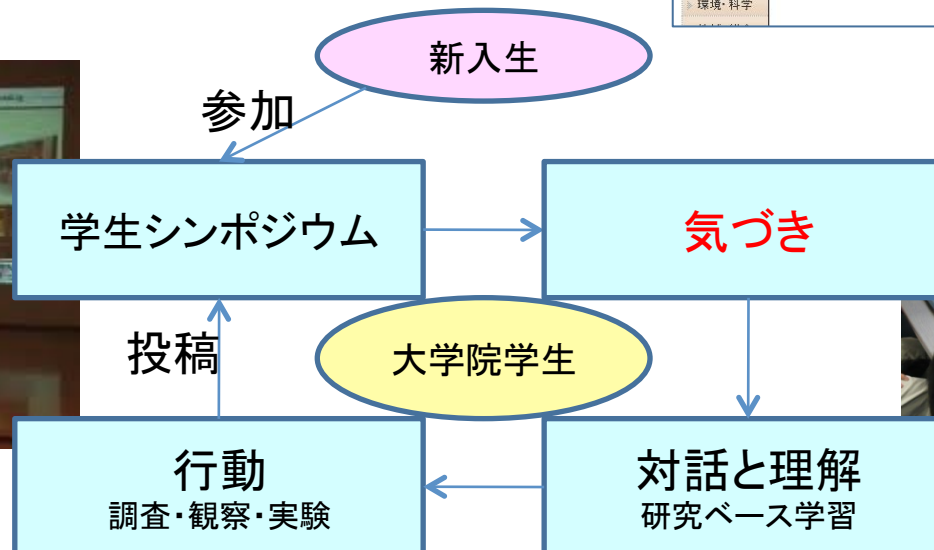 環境・科学
新入生
参加
学生シンポジウム
気づき
投稿
大学院学生
行動
調査・観察・実験
対話と理解
研究ベース学習